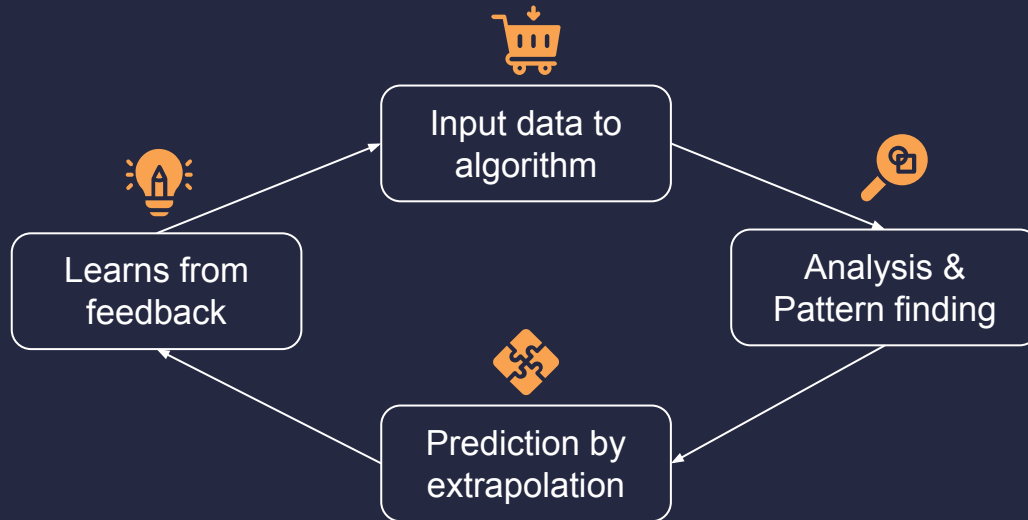 Input data to
algorithm
Analysis &
Pattern finding
Prediction by
extrapolation
Learns from
feedback